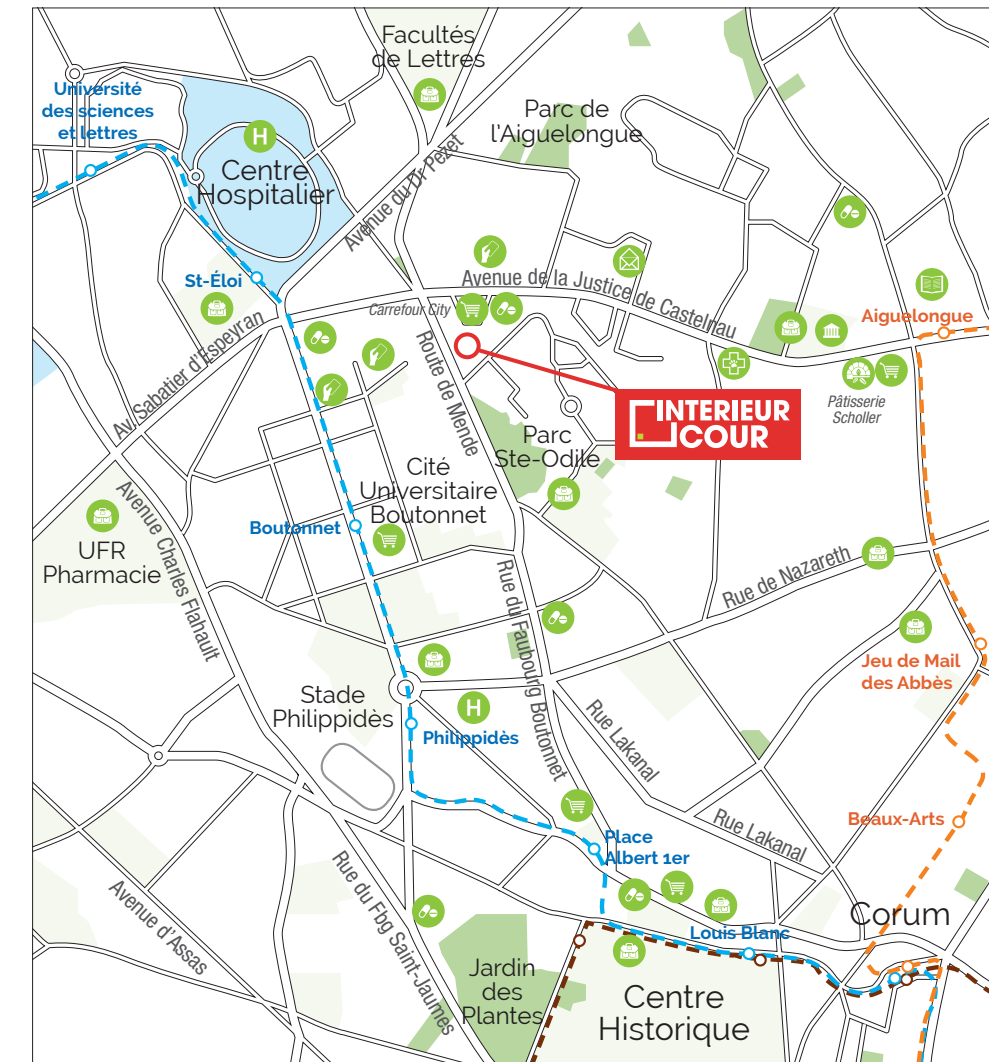 Facultés
de Lettres
Université
des sciences
et lettres
Parc de
l'Aiguelongue
H
Centre
Hospitalier
Avenue du Dr Pezet
St-Éloi
Avenue de la Justice de Castelnau
Carrefour City
Aiguelongue
Av. Sabatier d'Espeyran
Route de Mende
INTERIEUR
COUR
Pâtisserie
Scholler
Parc
Ste-Odile
Cité
Universitaire
Boutonnet
Boutonnet
UFR
Pharmacie
Avenue Charles Flahault
Rue de Nazareth
Rue du Faubourg Boutonnet
Jeu de Mail
des Abbès
Stade
Philippidès
H
Philippidès
Rue Lakanal
Beaux-Arts
Rue Lakanal
Place
Albert 1er
Rue du Fbg Saint-Jaumes
Avenue d'Assas
Corum
Louis Blanc
Jardin
des
Plantes
Centre
Historique